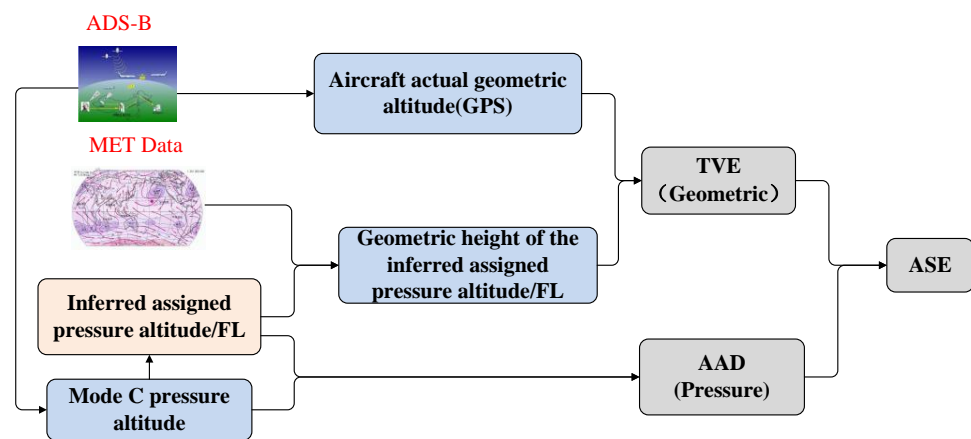 ADS-B
Aircraft actual geometric
altitude(GPS)
MET Data
TVE
（Geometric）
Geometric height of the
inferred assigned
pressure altitude/FL
ASE
Inferred assigned
pressure altitude/FL
AAD
(Pressure)
Mode C pressure
altitude